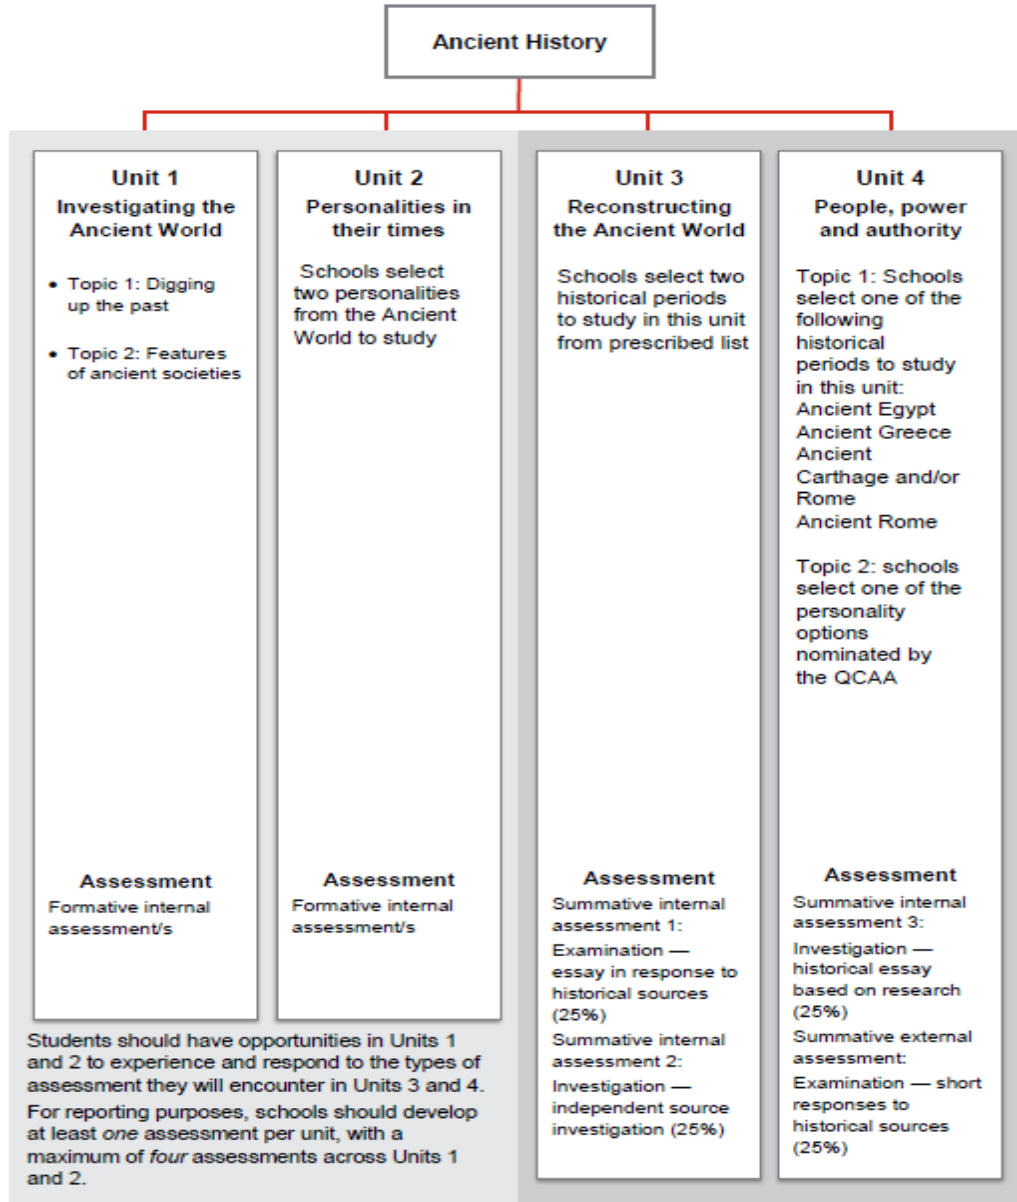 Ancient History
Unit 1
Investigating the
Ancient World
• Topic 1: Digging
up the past
• Topic 2: Features
of ancient societies
Assessment
Formative internal
assessment/s
Unit 2
Personalities in
their times
Schools select
two personalities
from the Ancient
World to study
Assessment
Formative internal
assessment/s
Students should have opportunities in Units 1
and 2 to experience and respond to the types of
assessment they will encounter in Units 3 and 4.
For reporting purposes, schools should develop
at least one assessment per unit, with a
maximum of four assessments across Units 1
and 2.
Unit 3
Reconstructing
the Ancient World
Schools select two
historical periods
to study in this unit
from prescribed list
Assessment
Summative internal
assessment 1:
Examination —
essay in response to
historical sources
(25%)
Summative internal
assessment 2:
Investigation —
independent source
investigation (25%)
Unit 4
People, power
and authority
Topic 1: Schools
select one of the
following
historical
periods to study
in this unit:
Ancient Egypt
Ancient Greece
Ancient
Carthage and/or
Rome
Ancient Rome
Topic 2: schools
select one of the
personality
options
nominated by
the QCAA
Assessment
Summative internal
assessment 3:
Investigation —
historical essay
based on research
(25%)
Summative external
assessment:
Examination — short
responses to
historical sources
(25%)